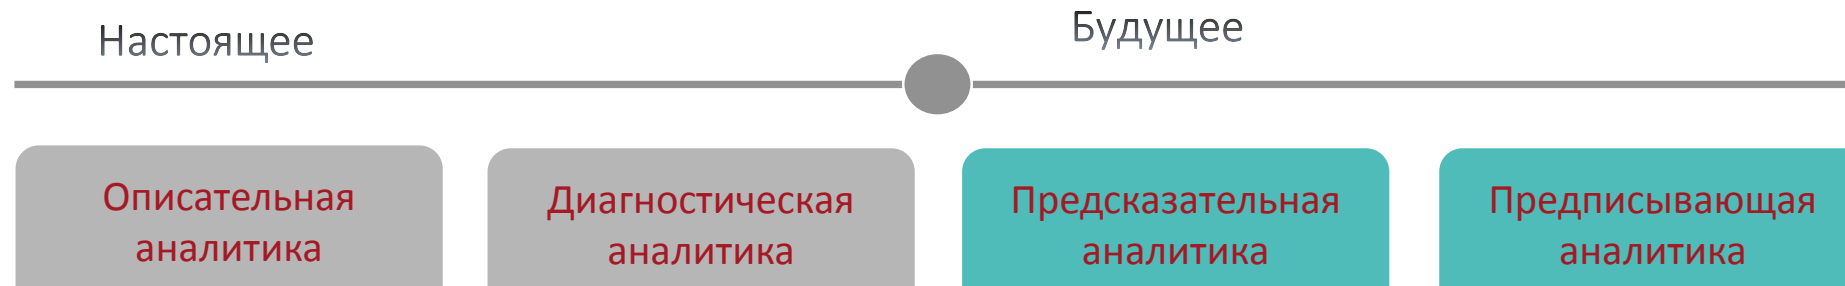 Настоящее
Будущее
Описательная
аналитика
Диагностическая
аналитика
Предсказательная
аналитика
Предписывающая
аналитика